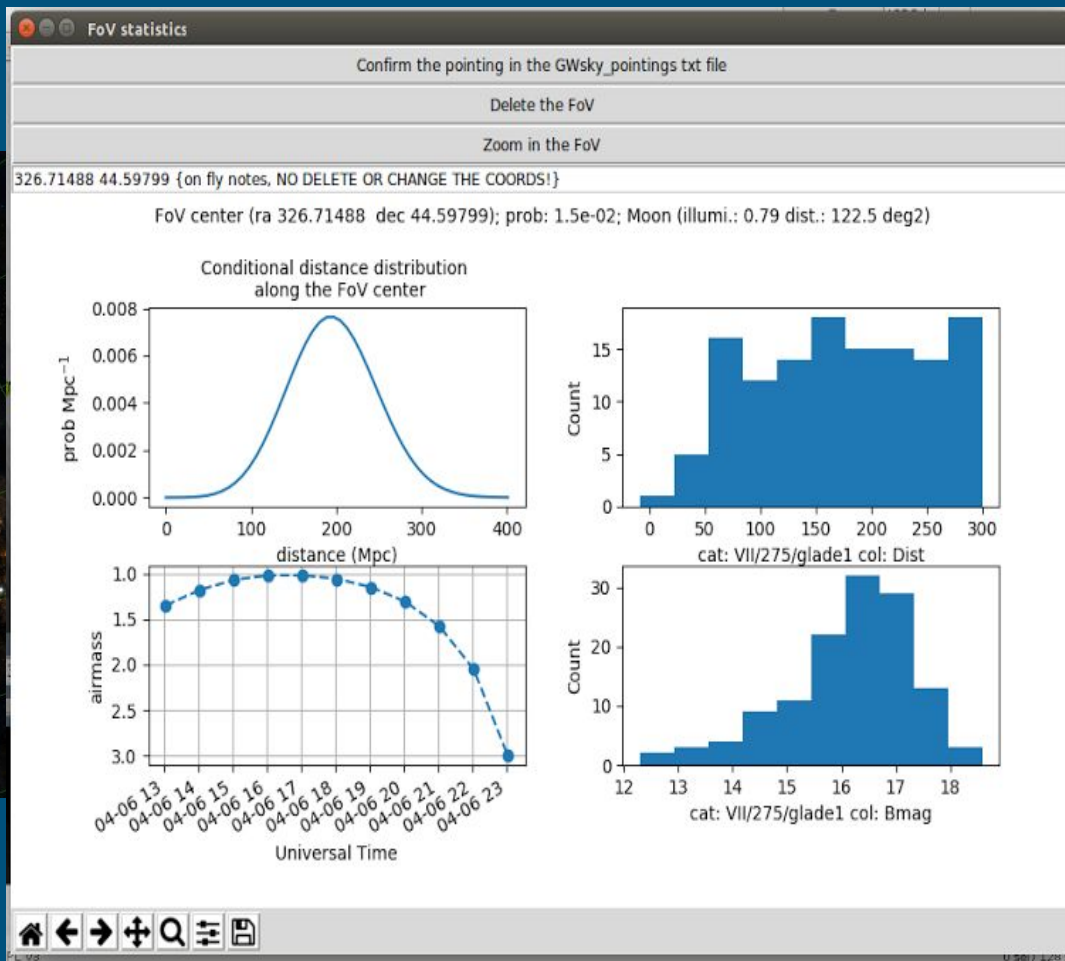 FoV statistics
Confirm the pointing in the GWsky_pointings txt file
Delete the FoV
Zoom in the FoV
326.71488 44.59799 {on fly notes, NO DELETE OR CHANGE THE COORDS!}
FoV center (ra 326.71488 dec 44.59799); prob: 1.5e-02; Moon (illumi.: 0.79 dist.: 122.5 deg2)
Conditional distance distribution
along the FoV center
prob Mpc⁻¹
0.008
0.006
0.004
0.002
0.000
0 100 200 300 400
distance (Mpc)
Count
15
10
5
0
0 50 100 150 200 250 300
cat: VII/275/glade1 col: Dist
airmass
1.0
1.5
2.0
2.5
3.0
04-06 13
04-06 14
04-06 15
04-06 16
04-06 17
04-06 18
04-06 19
04-06 20
04-06 21
04-06 22
04-06 23
Universal Time
Count
30
20
10
0
12 13 14 15 16 17 18
cat: VII/275/glade1 col: Bmag